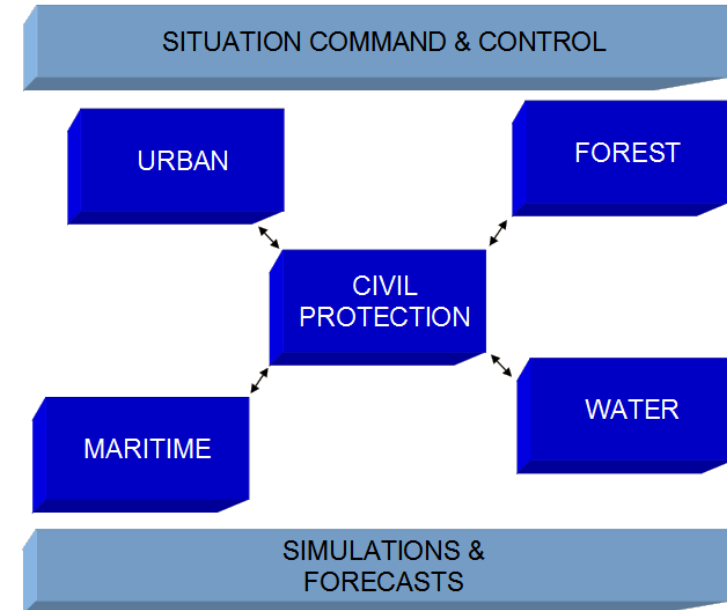 SITUATION COMMAND & CONTROL
URBAN
FOREST
CIVIL
PROTECTION
MARITIME
WATER
SIMULATIONS &
FORECASTS